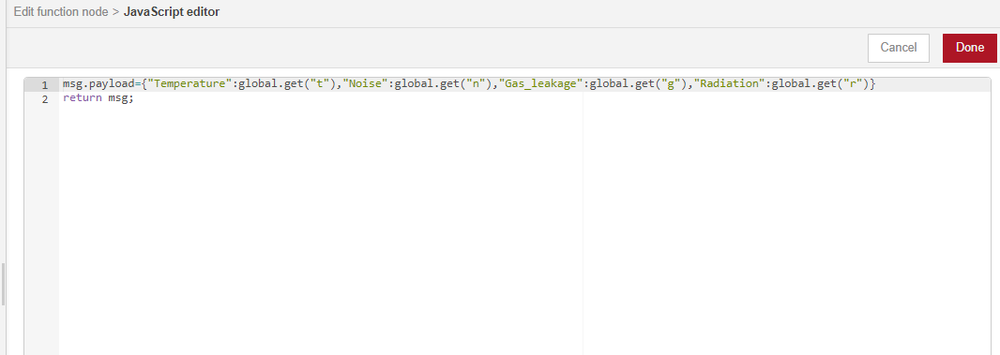 Edit function node > JavaScript editor
Cancel Done
1 msg.payload={"Temperature":global.get("t"),"Noise":global.get("n"),"Gas_leakage":global.get("g"),"Radiation":global.get("r")}
2 return msg;